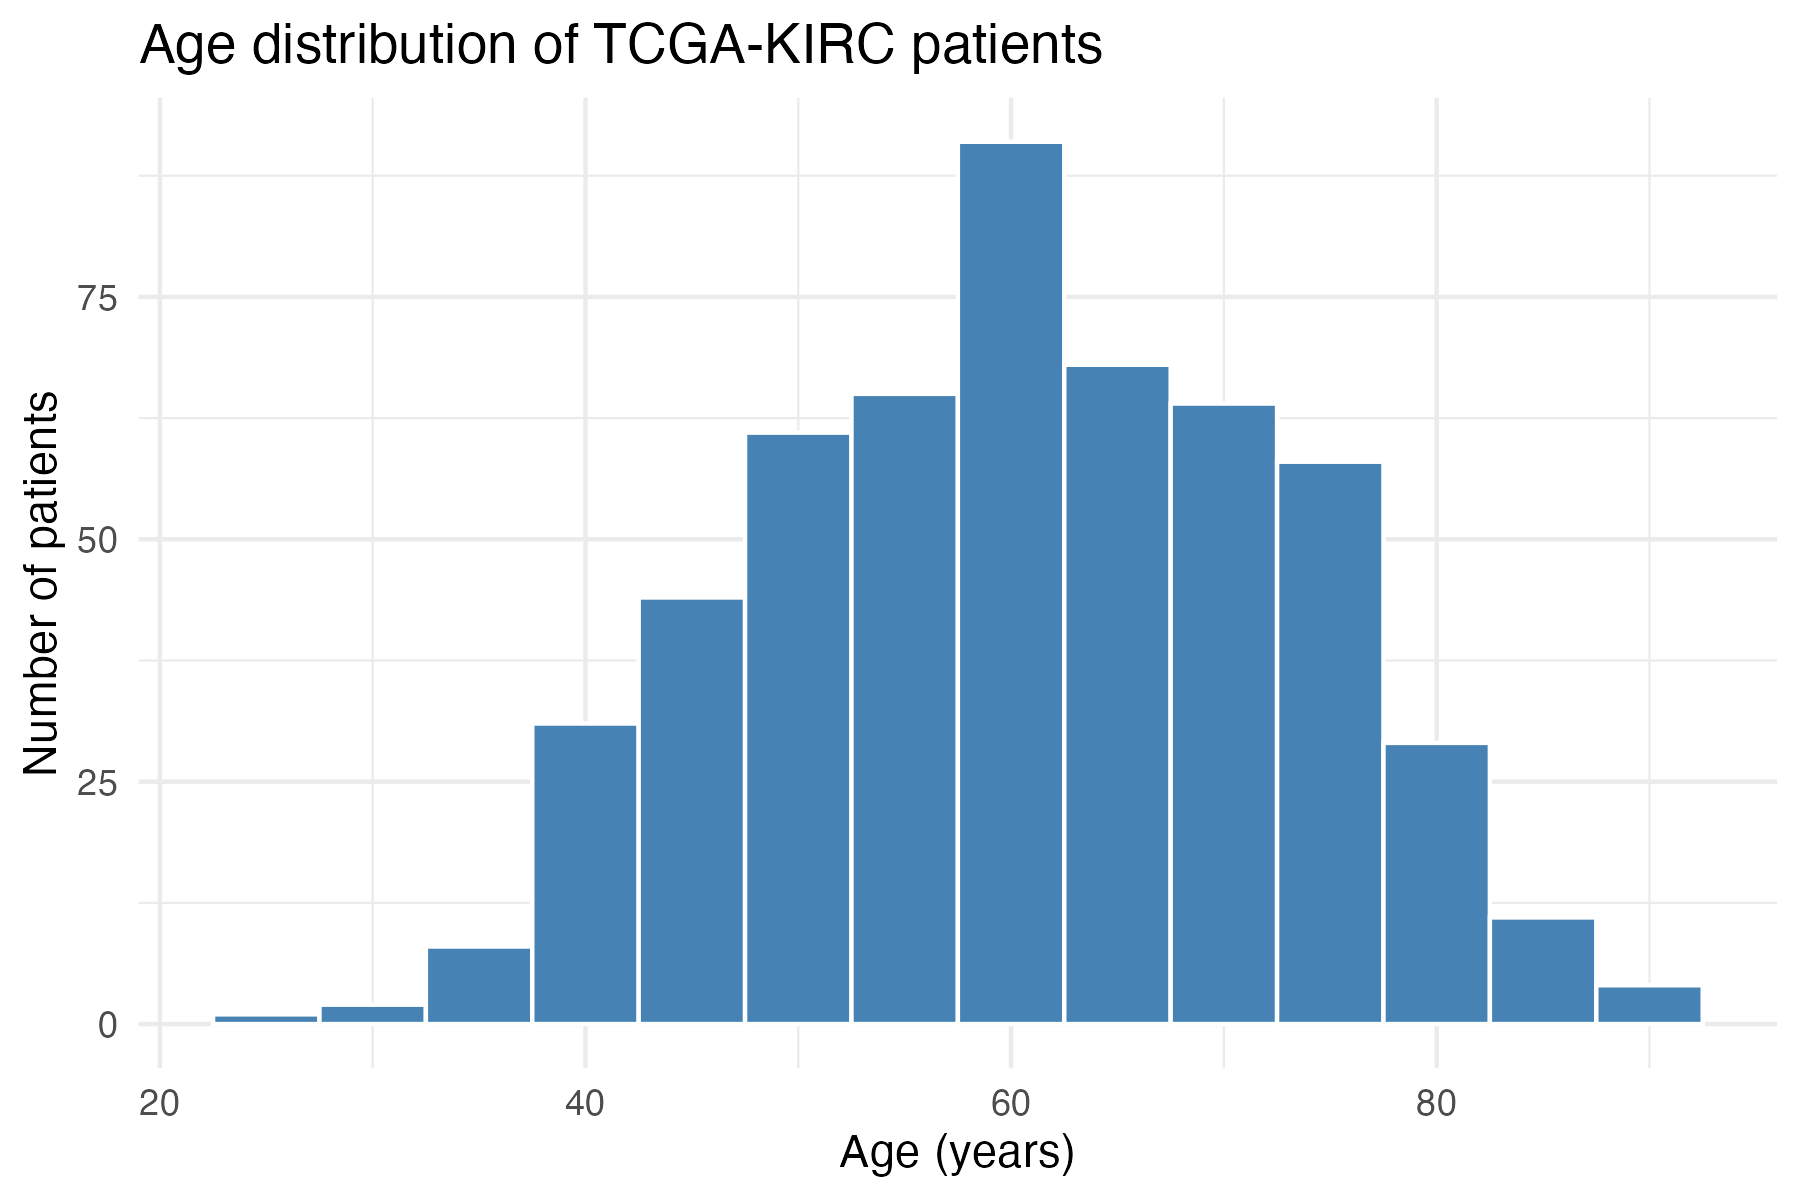 Age distribution of TCGA-KIRC patients
Number of patients
75
50
25
0
20 40 60 80
Age (years)